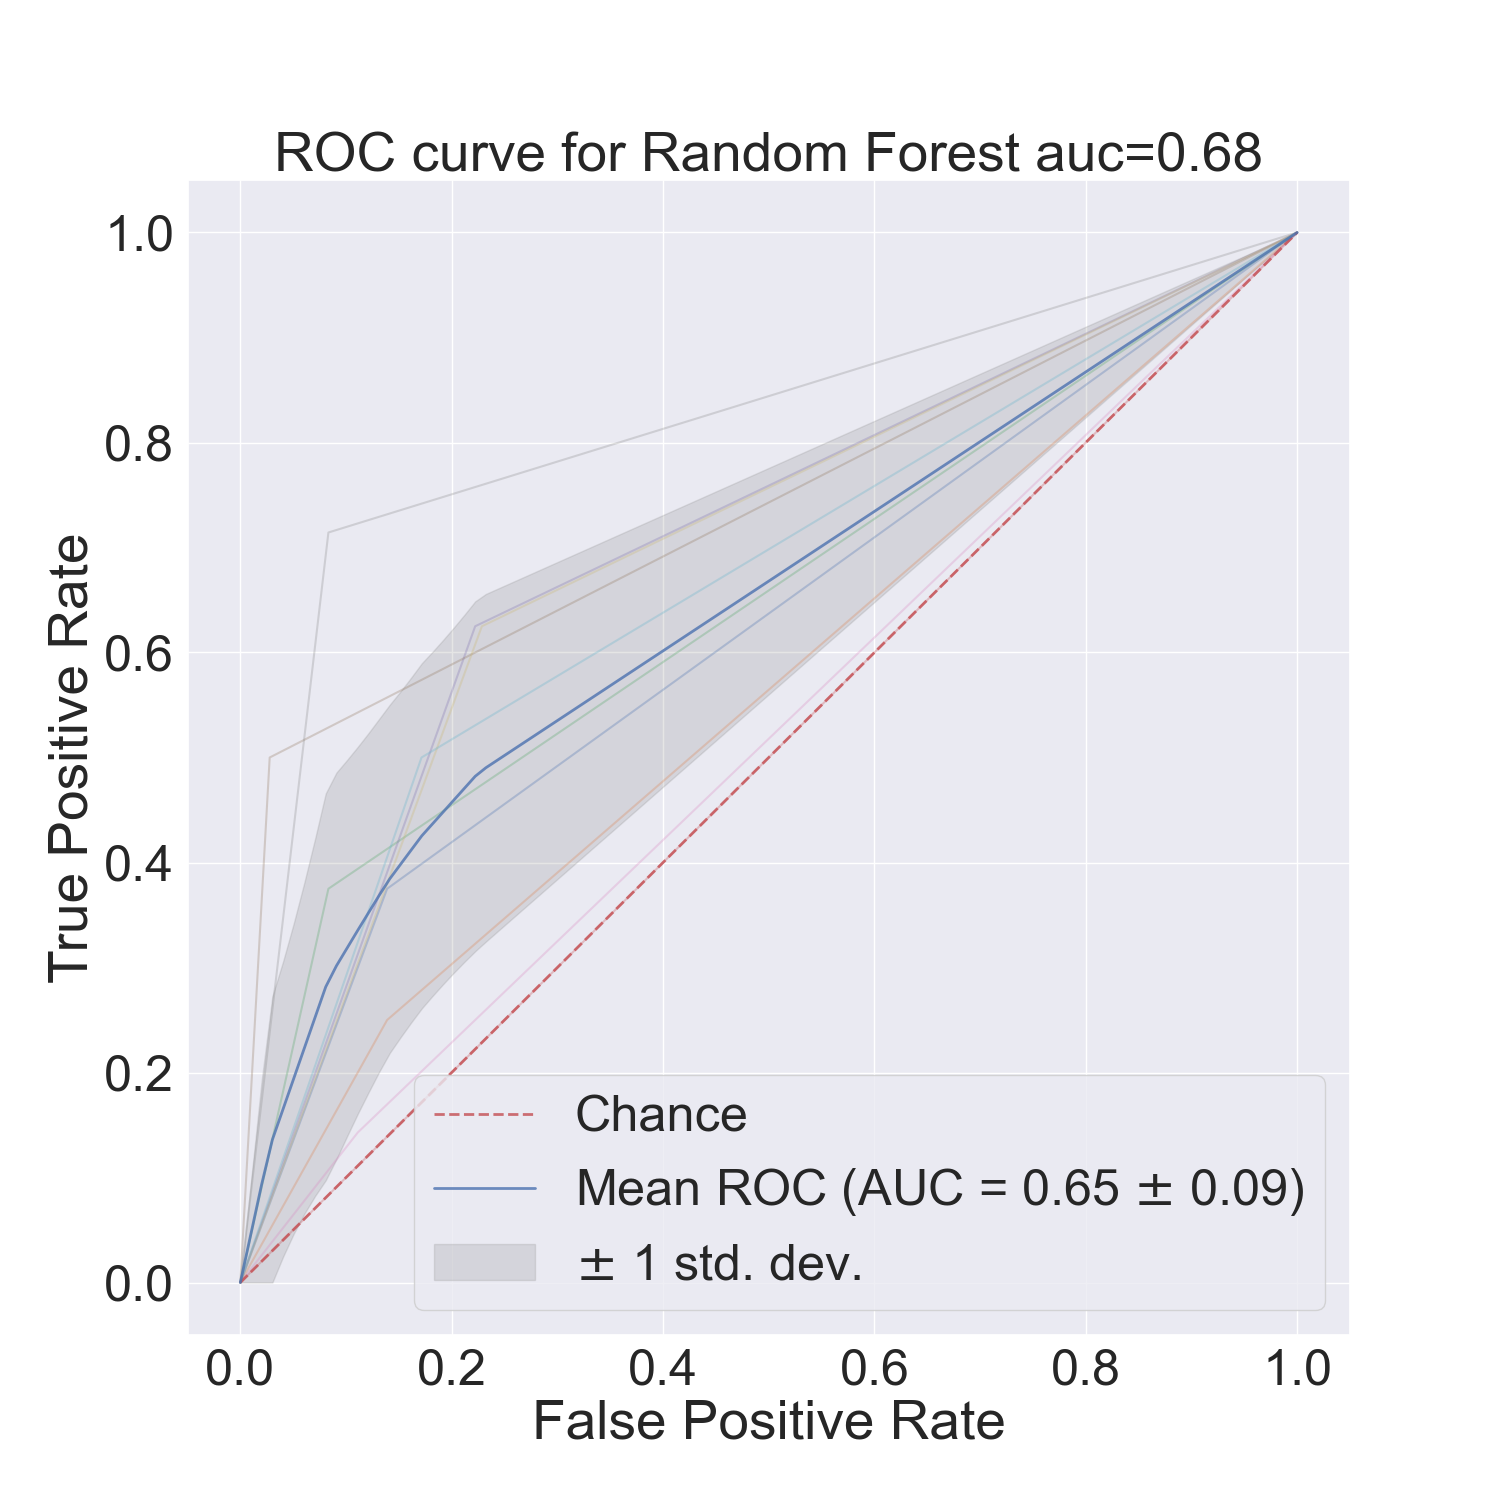 ROC curve for Random Forest auc=0.68
True Positive Rate
1.0
0.8
0.6
0.4
0.2
0.0
Chance
Mean ROC (AUC = 0.65 ± 0.09)
± 1 std. dev.
0.0 0.2 0.4 0.6 0.8 1.0
False Positive Rate